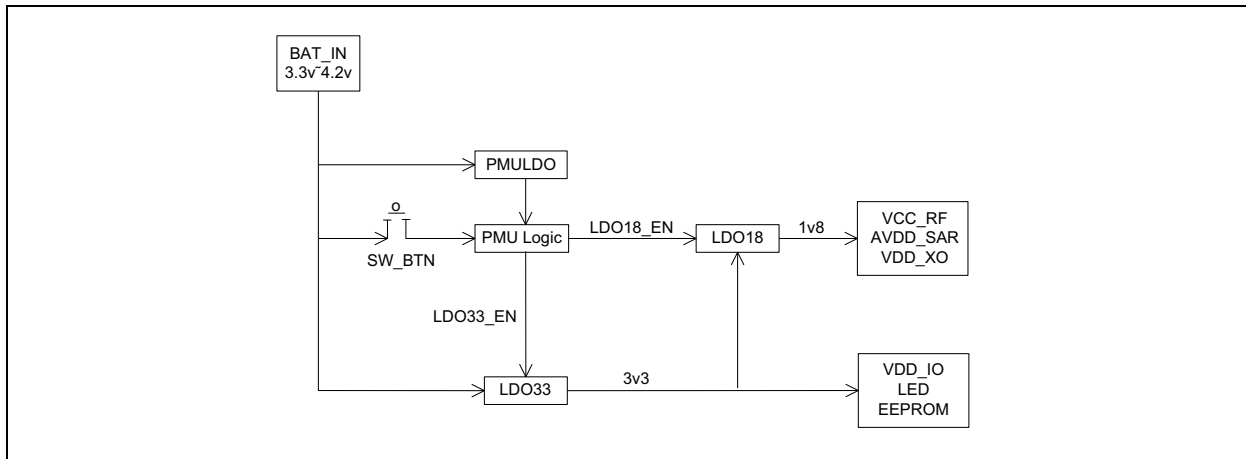 BAT_IN
3.3v~4.2v
PMULDO
o
SW_BTN
PMU Logic
LDO18_EN
LDO18
1v8
VCC_RF
AVDD_SAR
VDD_XO
LDO33_EN
LDO33
3v3
VDD_IO
LED
EEPROM